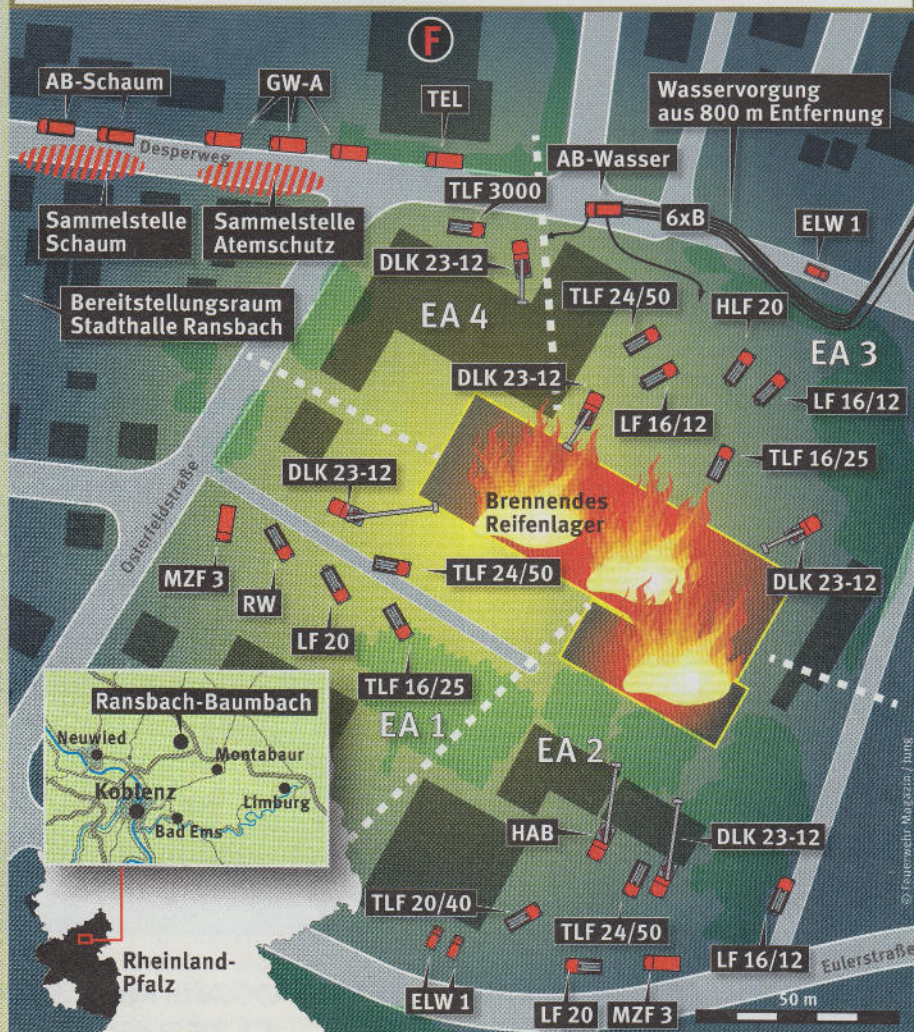 F
AB-Schaum
GW-A
TEL
Wasservorgung
aus 800 m Entfernung
Desperweg
AB-Wasser
TLF 3000
6xB
ELW 1
Sammelstelle
Schaum
Sammelstelle
Atemschutz
DLK 23-12
TLF 24/50
HLF 20
Bereitstellungsraum
Stadthalle Ransbach
EA 4
EA 3
DLK 23-12
LF 16/12
LF 16/12
TLF 16/25
DLK 23-12
Brennendes
Reifenlager
Osterfeldstraße
MZF 3
RW
TLF 24/50
DLK 23-12
LF 20
TLF 16/25
EA 1
EA 2
Ransbach-Baumbach
Neuwied
Montabaur
Koblenz
Limburg
Bad Ems
HAB
DLK 23-12
TLF 20/40
TLF 24/50
LF 16/12
Eulerstraße
ELW 1
LF 20
MZF 3
50 m
Rheinland-
Pfalz
© Feuerwehr Magazin / Jung